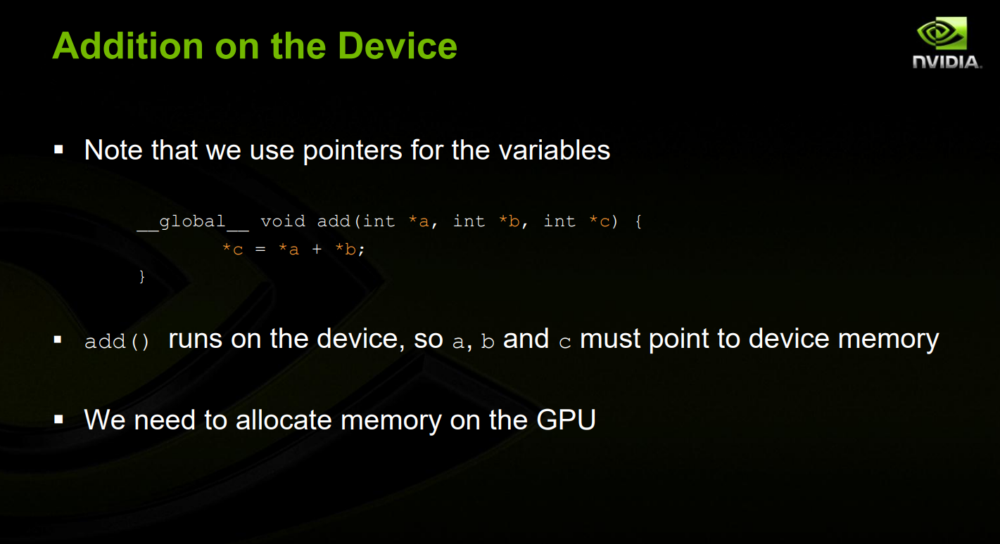 Addition on the Device
NVIDIA.
▪ Note that we use pointers for the variables
__global__ void add(int *a, int *b, int *c) {
*c = *a + *b;
}
▪ add() runs on the device, so a, b and c must point to device memory
▪ We need to allocate memory on the GPU